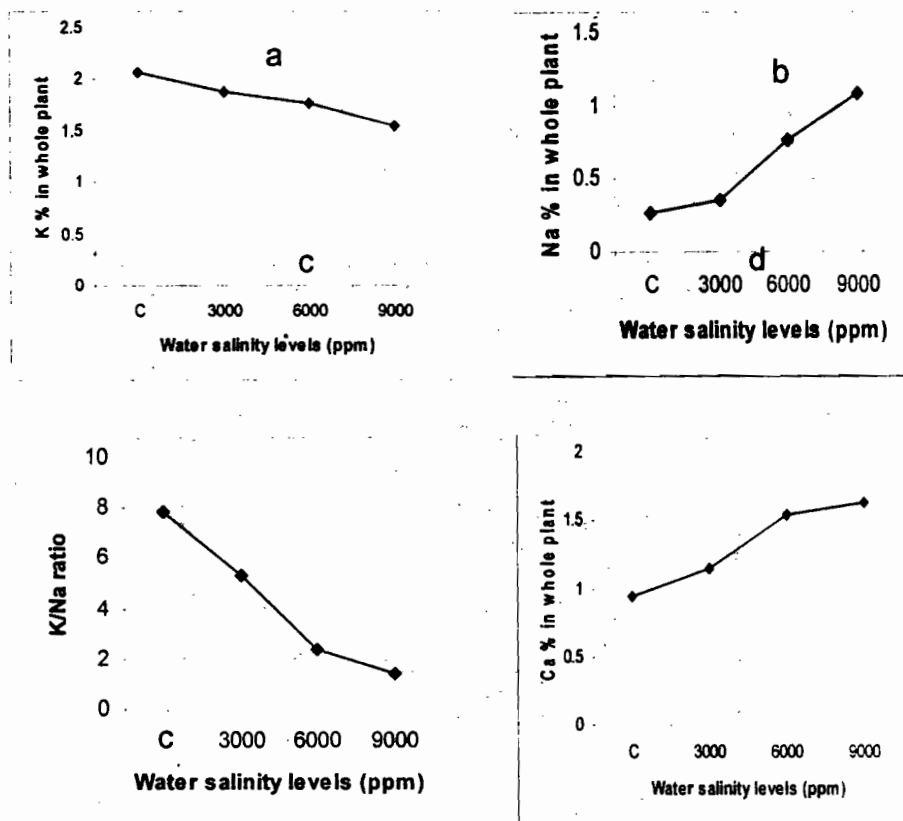 2.5
a
2
1.5
1
0.5
c
0
C 3000 6000 9000
Water salinity levels (ppm)
K % in whole plant
1.5
b
1
0.5
0
d
C 3000 6000 9000
Water salinity levels (ppm)
Na % in whole plant
10
8
6
4
2
0
C 3000 6000 9000
Water salinity levels (ppm)
K/Na ratio
2
1.5
1
0.5
0
C 3000 6000 9000
Water salinity levels (ppm)
Ca % in whole plant